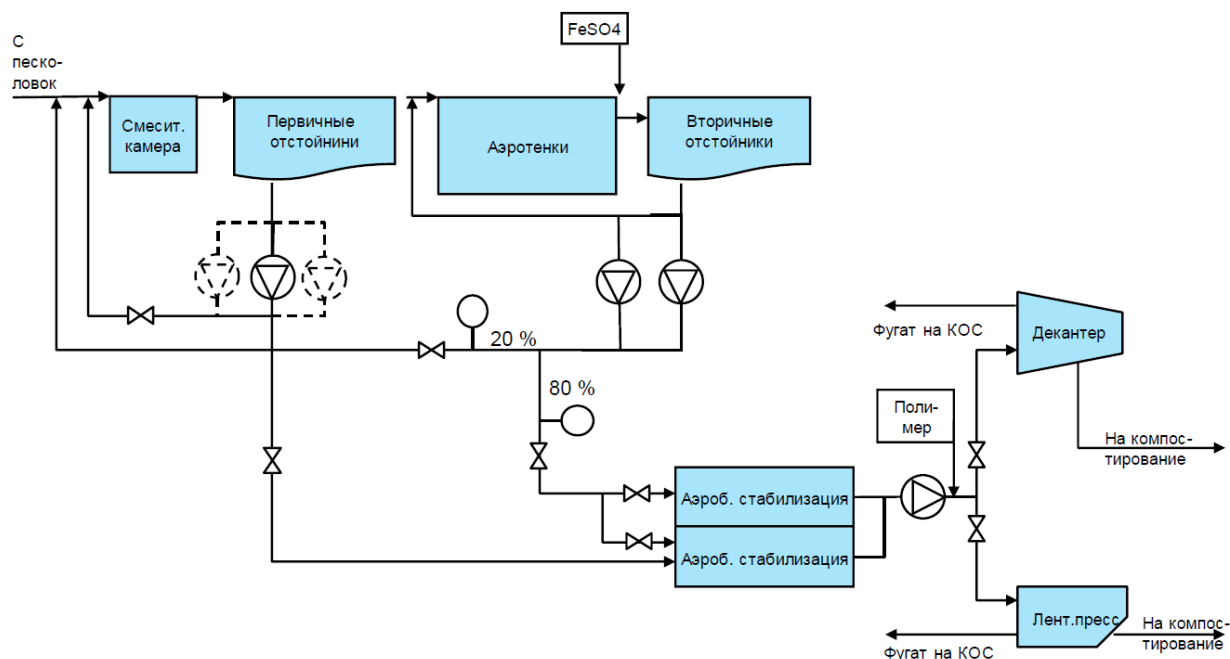 FeSO4
С
песко-
ловок
Смесит.
камера
Первичные
отстойнини
Аэротенки
Вторичные
отстойники
20 %
80 %
Фугат на КОС
Декантер
Поли-
мер
На компос-
тирование
Аэроб. стабилизация
Аэроб. стабилизация
Лент.пресс
На компос-
тирование
Фугат на КОС